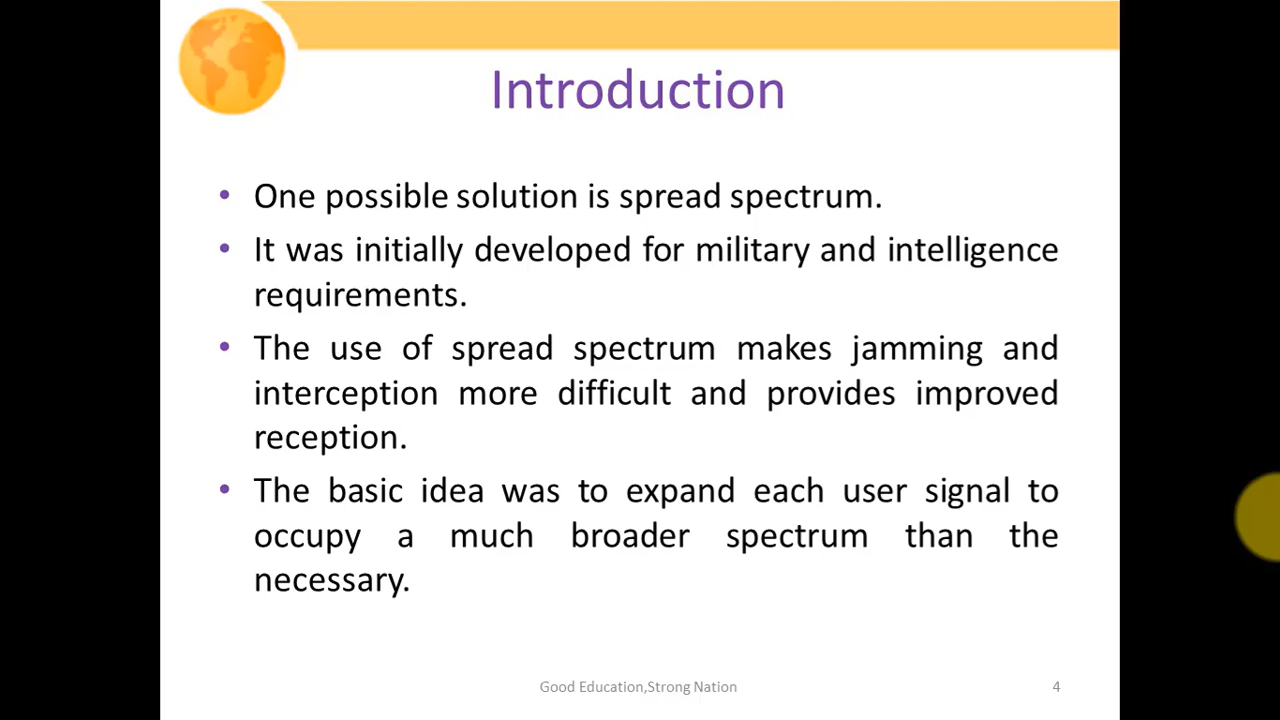 Introduction
• One possible solution is spread spectrum.
• It was initially developed for military and intelligence
requirements.
• The use of spread spectrum makes jamming and
interception more difficult and provides improved
reception.
• The basic idea was to expand each user signal to
occupy a much broader spectrum than the
necessary.
Good Education,Strong Nation
4